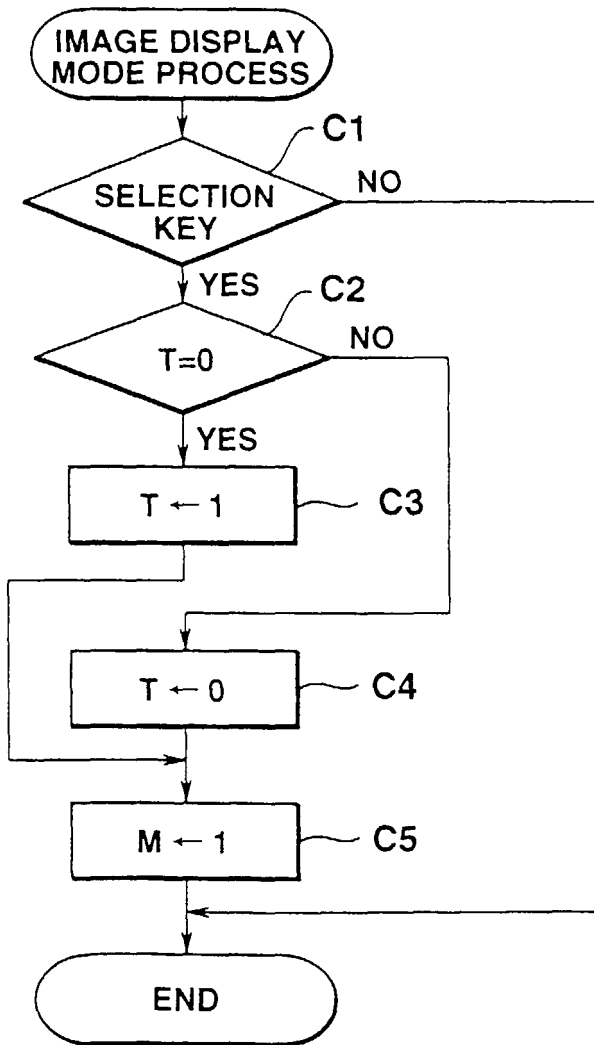 IMAGE DISPLAY
MODE PROCESS
C1
SELECTION
KEY
NO
YES
C2
T=0
NO
YES
T ← 1
C3
T ← 0
C4
M ← 1
C5
END